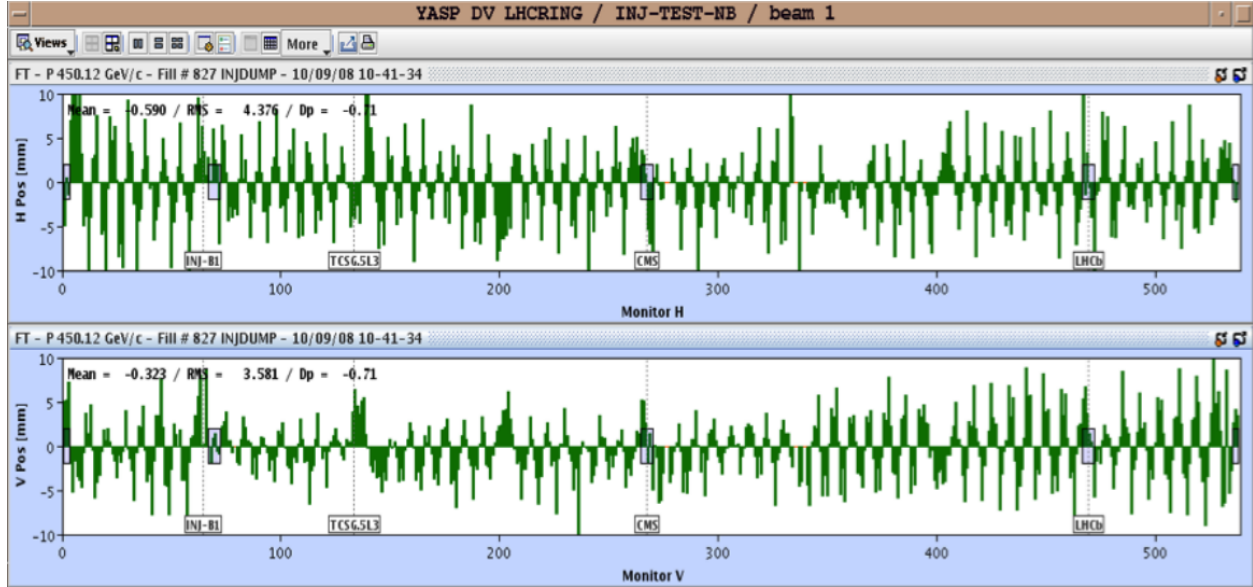 YASP DV LHCRING / INJ-TEST-NB / beam 1
Views More
FT - P 450.12 GeV/c - Fill # 827 INJDUMP - 10/09/08 10-41-34
Mean = -0.590 / RMS = 4.376 / Dp = -0.71
H Pos [mm]
10
5
0
-5
-10
INJ-B1 TCSG.5L3 CMS LHCb
0 100 200 300 400 500
Monitor H
FT - P 450.12 GeV/c - Fill # 827 INJDUMP - 10/09/08 10-41-34
Mean = -0.323 / RMS = 3.581 / Dp = -0.71
V Pos [mm]
10
5
0
-5
-10
INJ-B1 TCSG.5L3 CMS LHCb
0 100 200 300 400 500
Monitor V